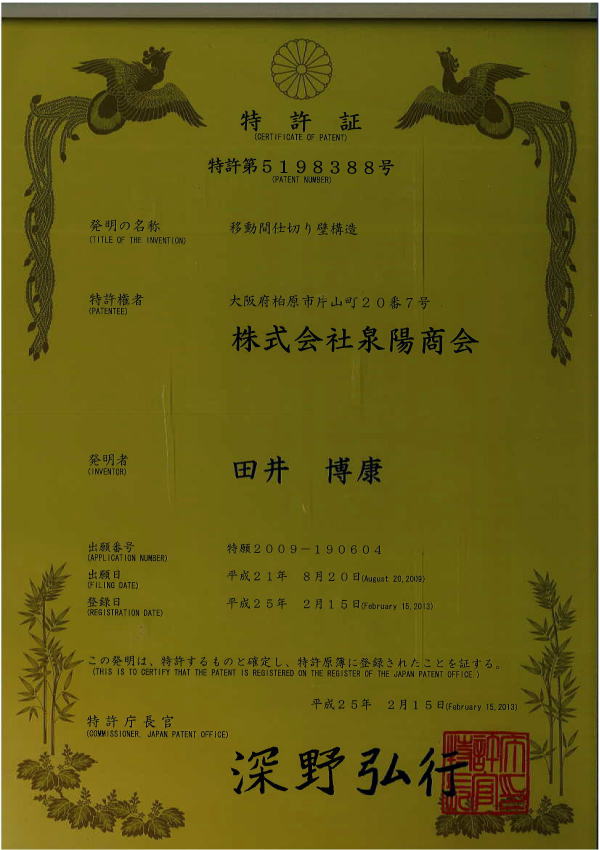 特許証
(CERTIFICATE OF PATENT)
特許第5198388号
(PATENT NUMBER)
発明の名称 移動間仕切り壁構造
(TITLE OF THE INVENTION)
特許権者 大阪府柏原市片山町20番7号
(PATENTEE)
株式会社泉陽商会
発明者 田井 博康
(INVENTOR)
出願番号 特願2009-190604
(APPLICATION NUMBER)
出願日 平成21年 8月20日(August 20,2009)
(FILING DATE)
登録日 平成25年 2月15日(February 15,2013)
(REGISTRATION DATE)
この発明は、特許するものと確定し、特許原簿に登録されたことを証する。
(THIS IS TO CERTIFY THAT THE PATENT IS REGISTERED ON THE REGISTER OF THE JAPAN PATENT OFFICE.)
平成25年 2月15日(February 15,2013)
特許庁長官
(COMMISSIONER, JAPAN PATENT OFFICE)
深野弘行